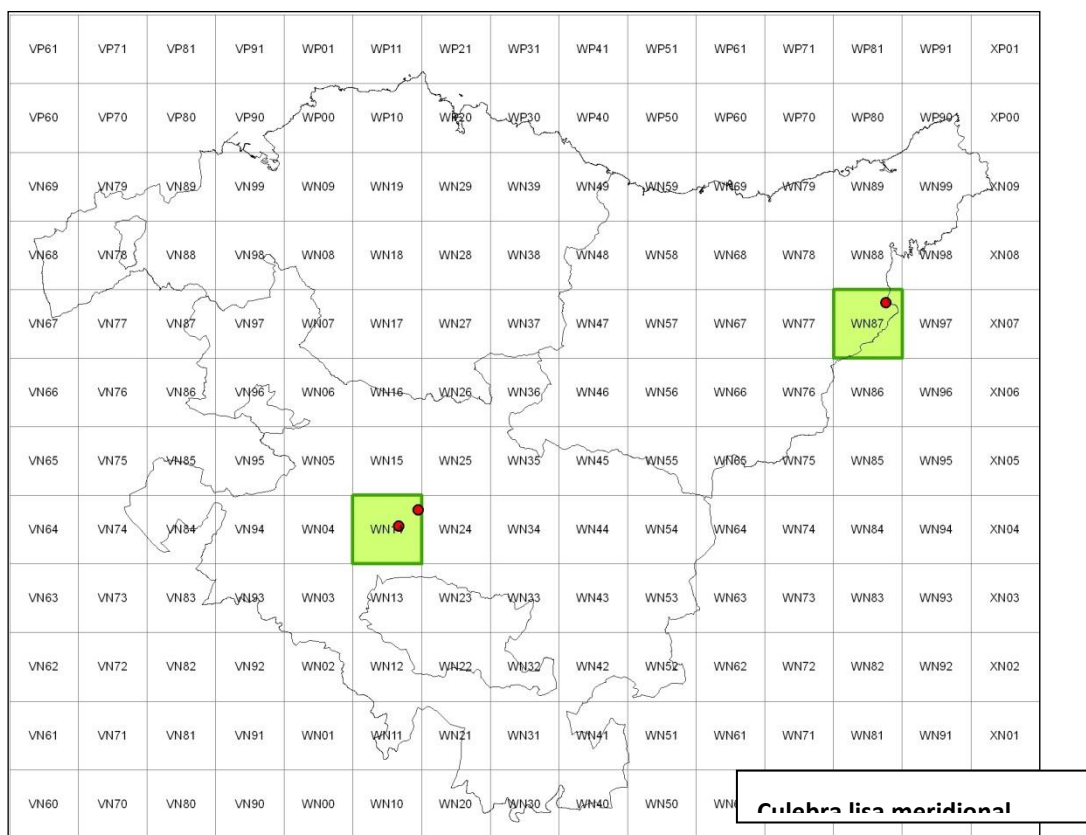 VP61 VP71 VP81 VP91 WP01 WP11 WP21 WP31 WP41 WP51 WP61 WP71 WP81 WP91 XP01
VP60 VP70 VP80 VP90 WP00 WP10 WP20 WP30 WP40 WP50 WP60 WP70 WP80 WP90 XP00
VN69 VN79 VN89 VN99 WN09 WN19 WN29 WN39 WN49 WN59 WN69 WN79 WN89 WN99 XN09
VN68 VN78 VN88 VN98 WN08 WN18 WN28 WN38 WN48 WN58 WN68 WN78 WN88 WN98 XN08
VN67 VN77 VN87 VN97 WN07 WN17 WN27 WN37 WN47 WN57 WN67 WN77 WN87 WN97 XN07
VN66 VN76 VN86 VN96 WN06 WN16 WN26 WN36 WN46 WN56 WN66 WN76 WN86 WN96 XN06
VN65 VN75 VN85 VN95 WN05 WN15 WN25 WN35 WN45 WN55 WN65 WN75 WN85 WN95 XN05
VN64 VN74 VN84 VN94 WN04 WN14 WN24 WN34 WN44 WN54 WN64 WN74 WN84 WN94 XN04
VN63 VN73 VN83 VN93 WN03 WN13 WN23 WN33 WN43 WN53 WN63 WN73 WN83 WN93 XN03
VN62 VN72 VN82 VN92 WN02 WN12 WN22 WN32 WN42 WN52 WN62 WN72 WN82 WN92 XN02
VN61 VN71 VN81 VN91 WN01 WN11 WN21 WN31 WN41 WN51 WN61 WN71 WN81 WN91 XN01
VN60 VN70 VN80 VN90 WN00 WN10 WN20 WN30 WN40 WN50
Culebra lisa meridional